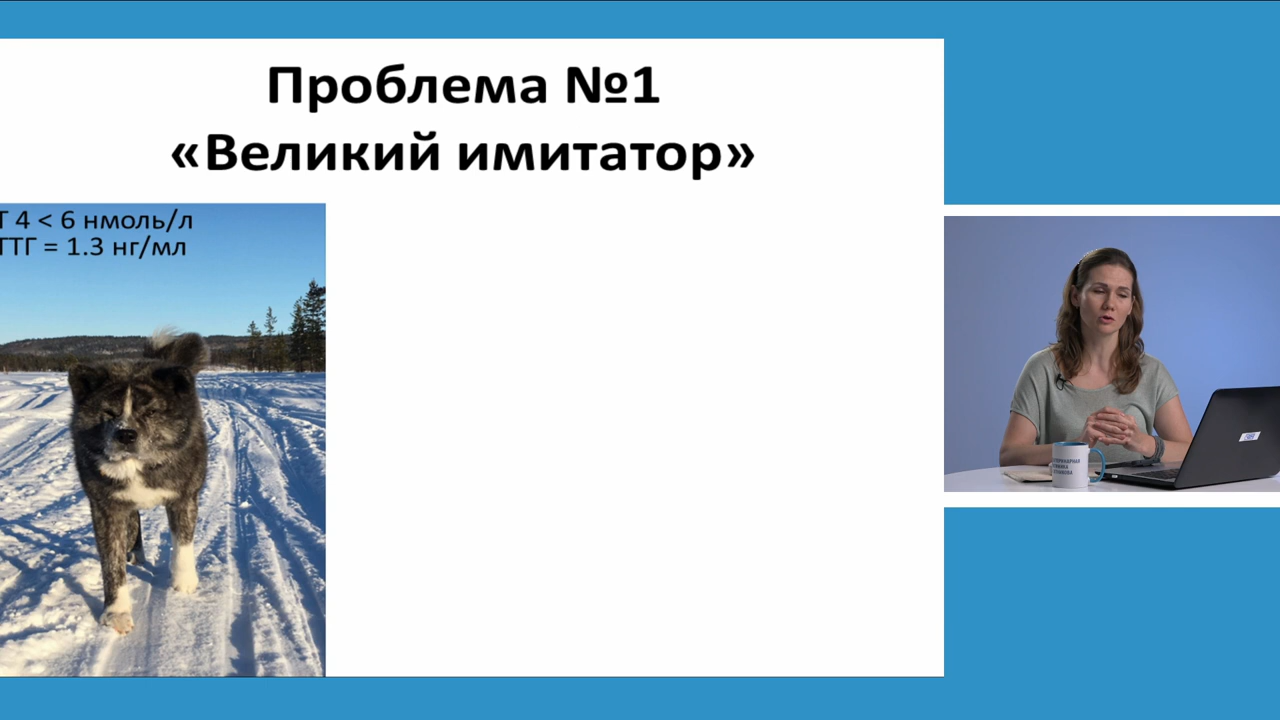 Проблема №1
«Великий имитатор»
Т 4 < 6 нмоль/л
ТТГ = 1.3 нг/мл